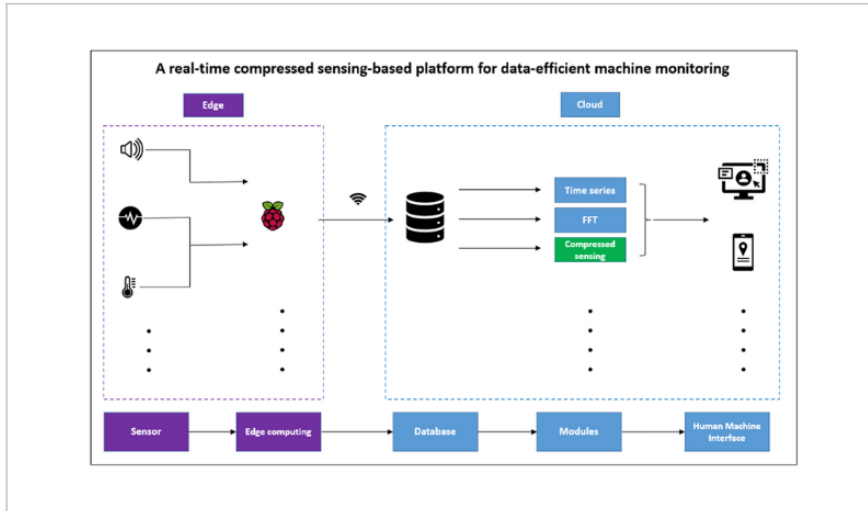 A real-time compressed sensing-based platform for data-efficient machine monitoring
Edge
Cloud
Time series
FFT
Compressed
sensing
Sensor
Edge computing
Database
Modules
Human Machine
Interface